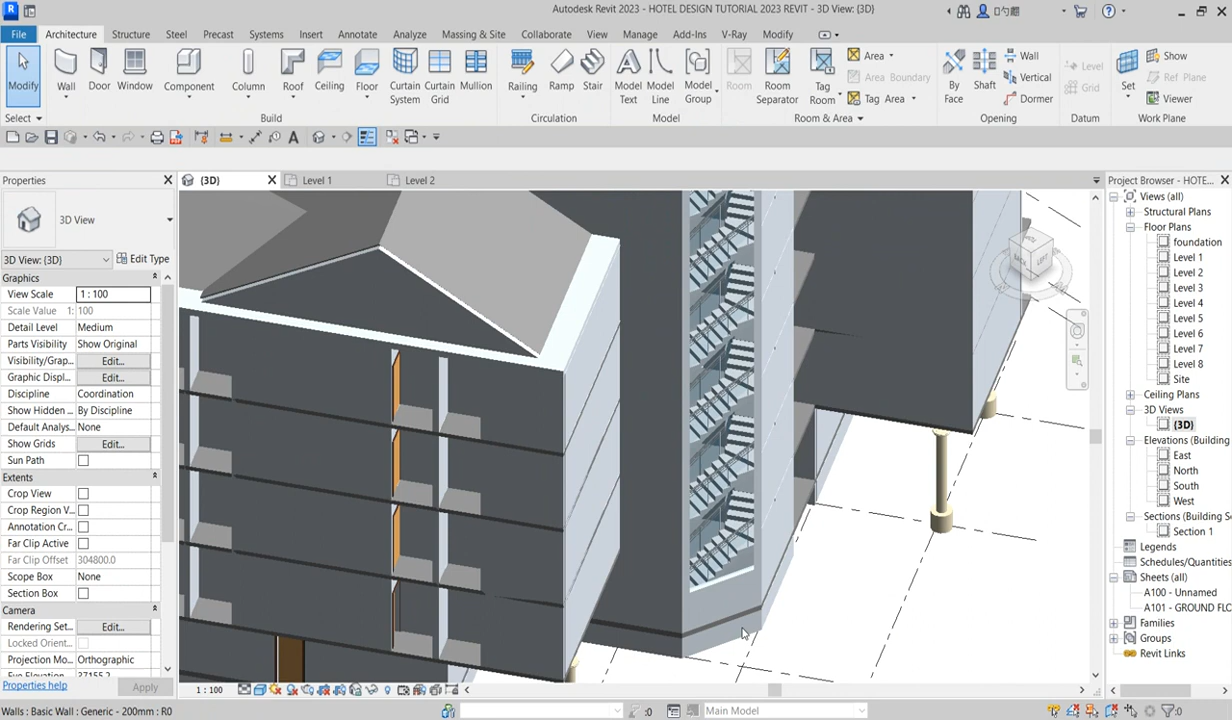 Autodesk Revit 2023 - HOTEL DESIGN TUTORIAL 2023 REVIT - 3D View: {3D}
File Architecture Structure Steel Precast Systems Insert Annotate Analyze Massing & Site Collaborate View Manage Add-Ins V-Ray Modify
Modify Wall Door Window Component Column Roof Ceiling Floor Curtain System Curtain Grid Mullion Railing Ramp Stair Model Text Model Line Model Group Room Room Separator Tag Room Area Area Boundary Tag Area By Face Shaft Wall Vertical Dormer Level Grid Set Show Ref Plane Viewer
Select Build Circulation Model Room & Area Opening Datum Work Plane
Properties
{3D} Level 1 Level 2
Project Browser - HOTE...
3D View
3D View: {3D} Edit Type
Graphics
View Scale 1 : 100
Scale Value 1: 100
Detail Level Medium
Parts Visibility Show Original
Visibility/Grap... Edit...
Graphic Displ... Edit...
Discipline Coordination
Show Hidden ... By Discipline
Default Analys... None
Show Grids Edit...
Sun Path
Extents
Crop View
Crop Region V...
Annotation Cr...
Far Clip Active
Far Clip Offset 304800.0
Scope Box None
Section Box
Camera
Rendering Set... Edit...
Locked Orient...
Projection Mo... Orthographic
Eye Elevation 37155.2
Properties help Apply
BACK LEFT
Views (all)
Structural Plans
Floor Plans
foundation
Level 1
Level 2
Level 3
Level 4
Level 5
Level 6
Level 7
Level 8
Site
Ceiling Plans
3D Views
{3D}
Elevations (Building
East
North
South
West
Sections (Building S
Section 1
Legends
Schedules/Quantities
Sheets (all)
A100 - Unnamed
A101 - GROUND FLO
Families
Groups
Revit Links
1 : 100
Walls : Basic Wall : Generic - 200mm : R0
:0 Main Model :0